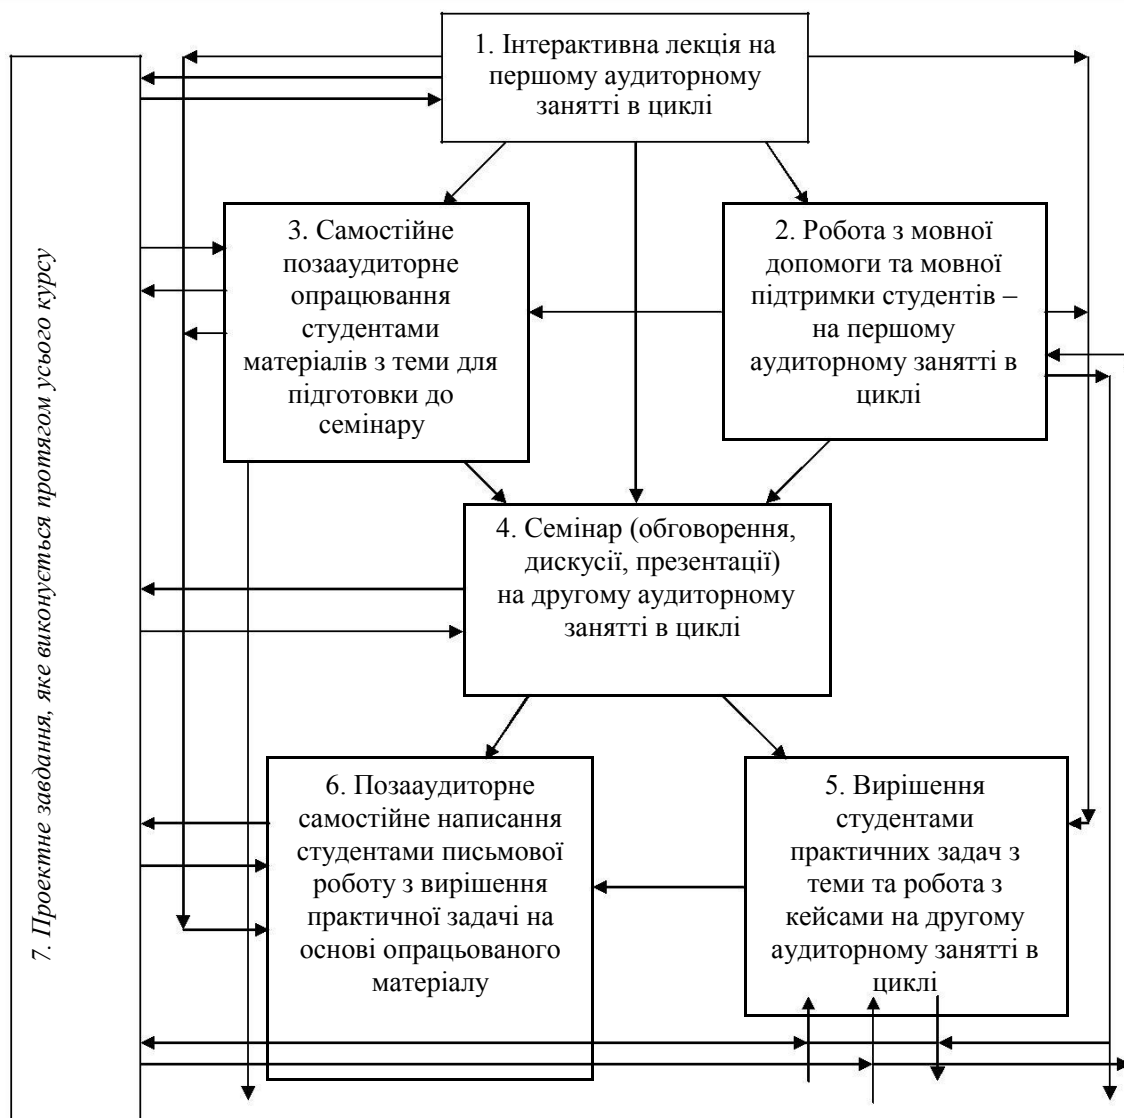 1. Інтерактивна лекція на
першому аудиторному
занятті в циклі
3. Самостійне
позааудиторне
опрацювання
студентами
матеріалів з теми для
підготовки до
семінару
2. Робота з мовної
допомоги та мовної
підтримки студентів –
на першому
аудиторному занятті в
циклі
4. Семінар (обговорення,
дискусії, презентації)
на другому аудиторному
занятті в циклі
6. Позааудиторне
самостійне написання
студентами письмової
роботу з вирішення
практичної задачі на
основі опрацьованого
матеріалу
5. Вирішення
студентами
практичних задач з
теми та робота з
кейсами на другому
аудиторному занятті в
циклі
7. Проектне завдання, яке виконується протягом усього курсу